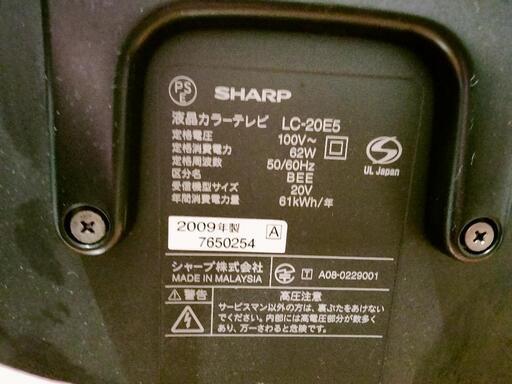 PSE SHARP
液晶カラーテレビ LC-20E5
定格電圧 100V～
定格消費電力 62W
定格周波数 50/60Hz
区分名 BEE
受信機型サイズ 20V
年間消費電力量 61kWh/年
UL Japan
2009年製 A
7650254
シャープ株式会社
MADE IN MALAYSIA
T A08-0229001
警告 高圧注意
サービスマン以外の方は、裏ぶたをあけない
でください。内部には高電圧部分が数多く
あり、万一さわると危険です。